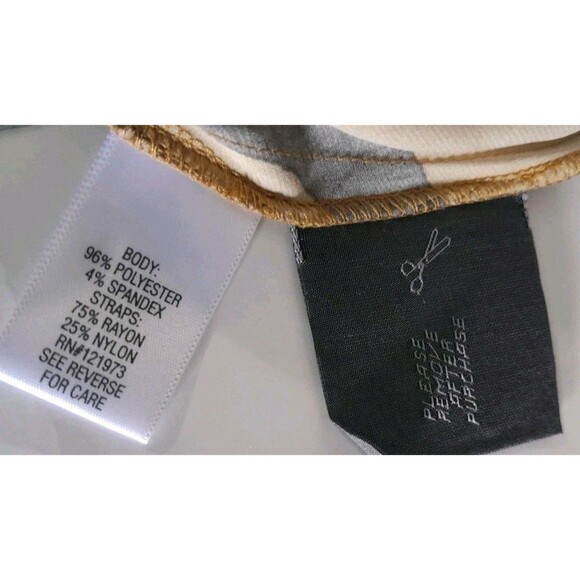 BODY:
96% POLYESTER
4% SPANDEX
STRAPS:
75% RAYON
25% NYLON
RN#121973
SEE REVERSE
FOR CARE
PLEASE
REMOVE
AFTER
PURCHASE